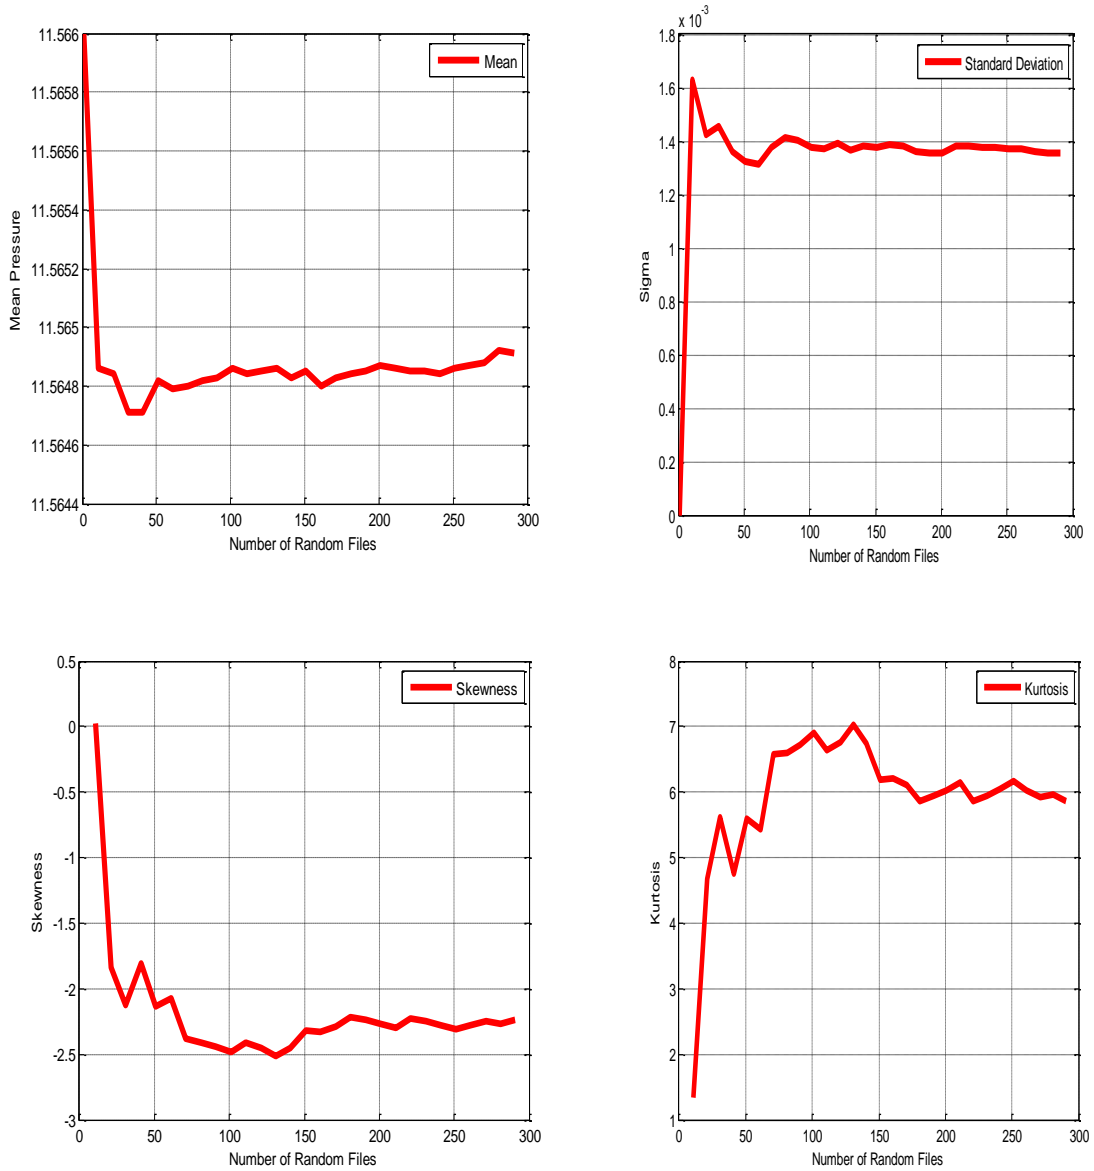 11.566
11.5658
11.5656
11.5654
11.5652
11.565
11.5648
11.5646
11.5644
Mean Pressure
Mean
0 50 100 150 200 250 300
Number of Random Files
x 10-3
1.8
1.6
1.4
1.2
1
0.8
0.6
0.4
0.2
0
Sigma
Standard Deviation
0 50 100 150 200 250 300
Number of Random Files
0.5
0
-0.5
-1
-1.5
-2
-2.5
-3
Skewness
Skewness
0 50 100 150 200 250 300
Number of Random Files
8
7
6
5
4
3
2
1
Kurtosis
Kurtosis
0 50 100 150 200 250 300
Number of Random Files